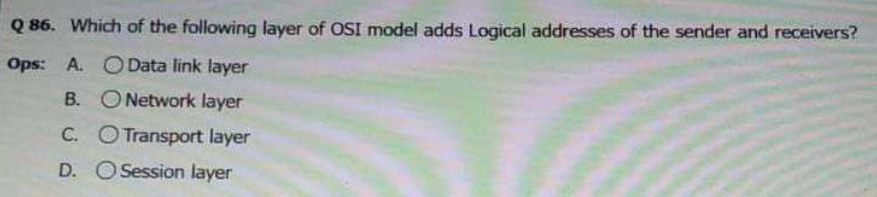 Q 86. Which of the following layer of OSI model adds Logical addresses of the sender and receivers?
Ops: A. Data link layer
B. Network layer
C. Transport layer
D. Session layer